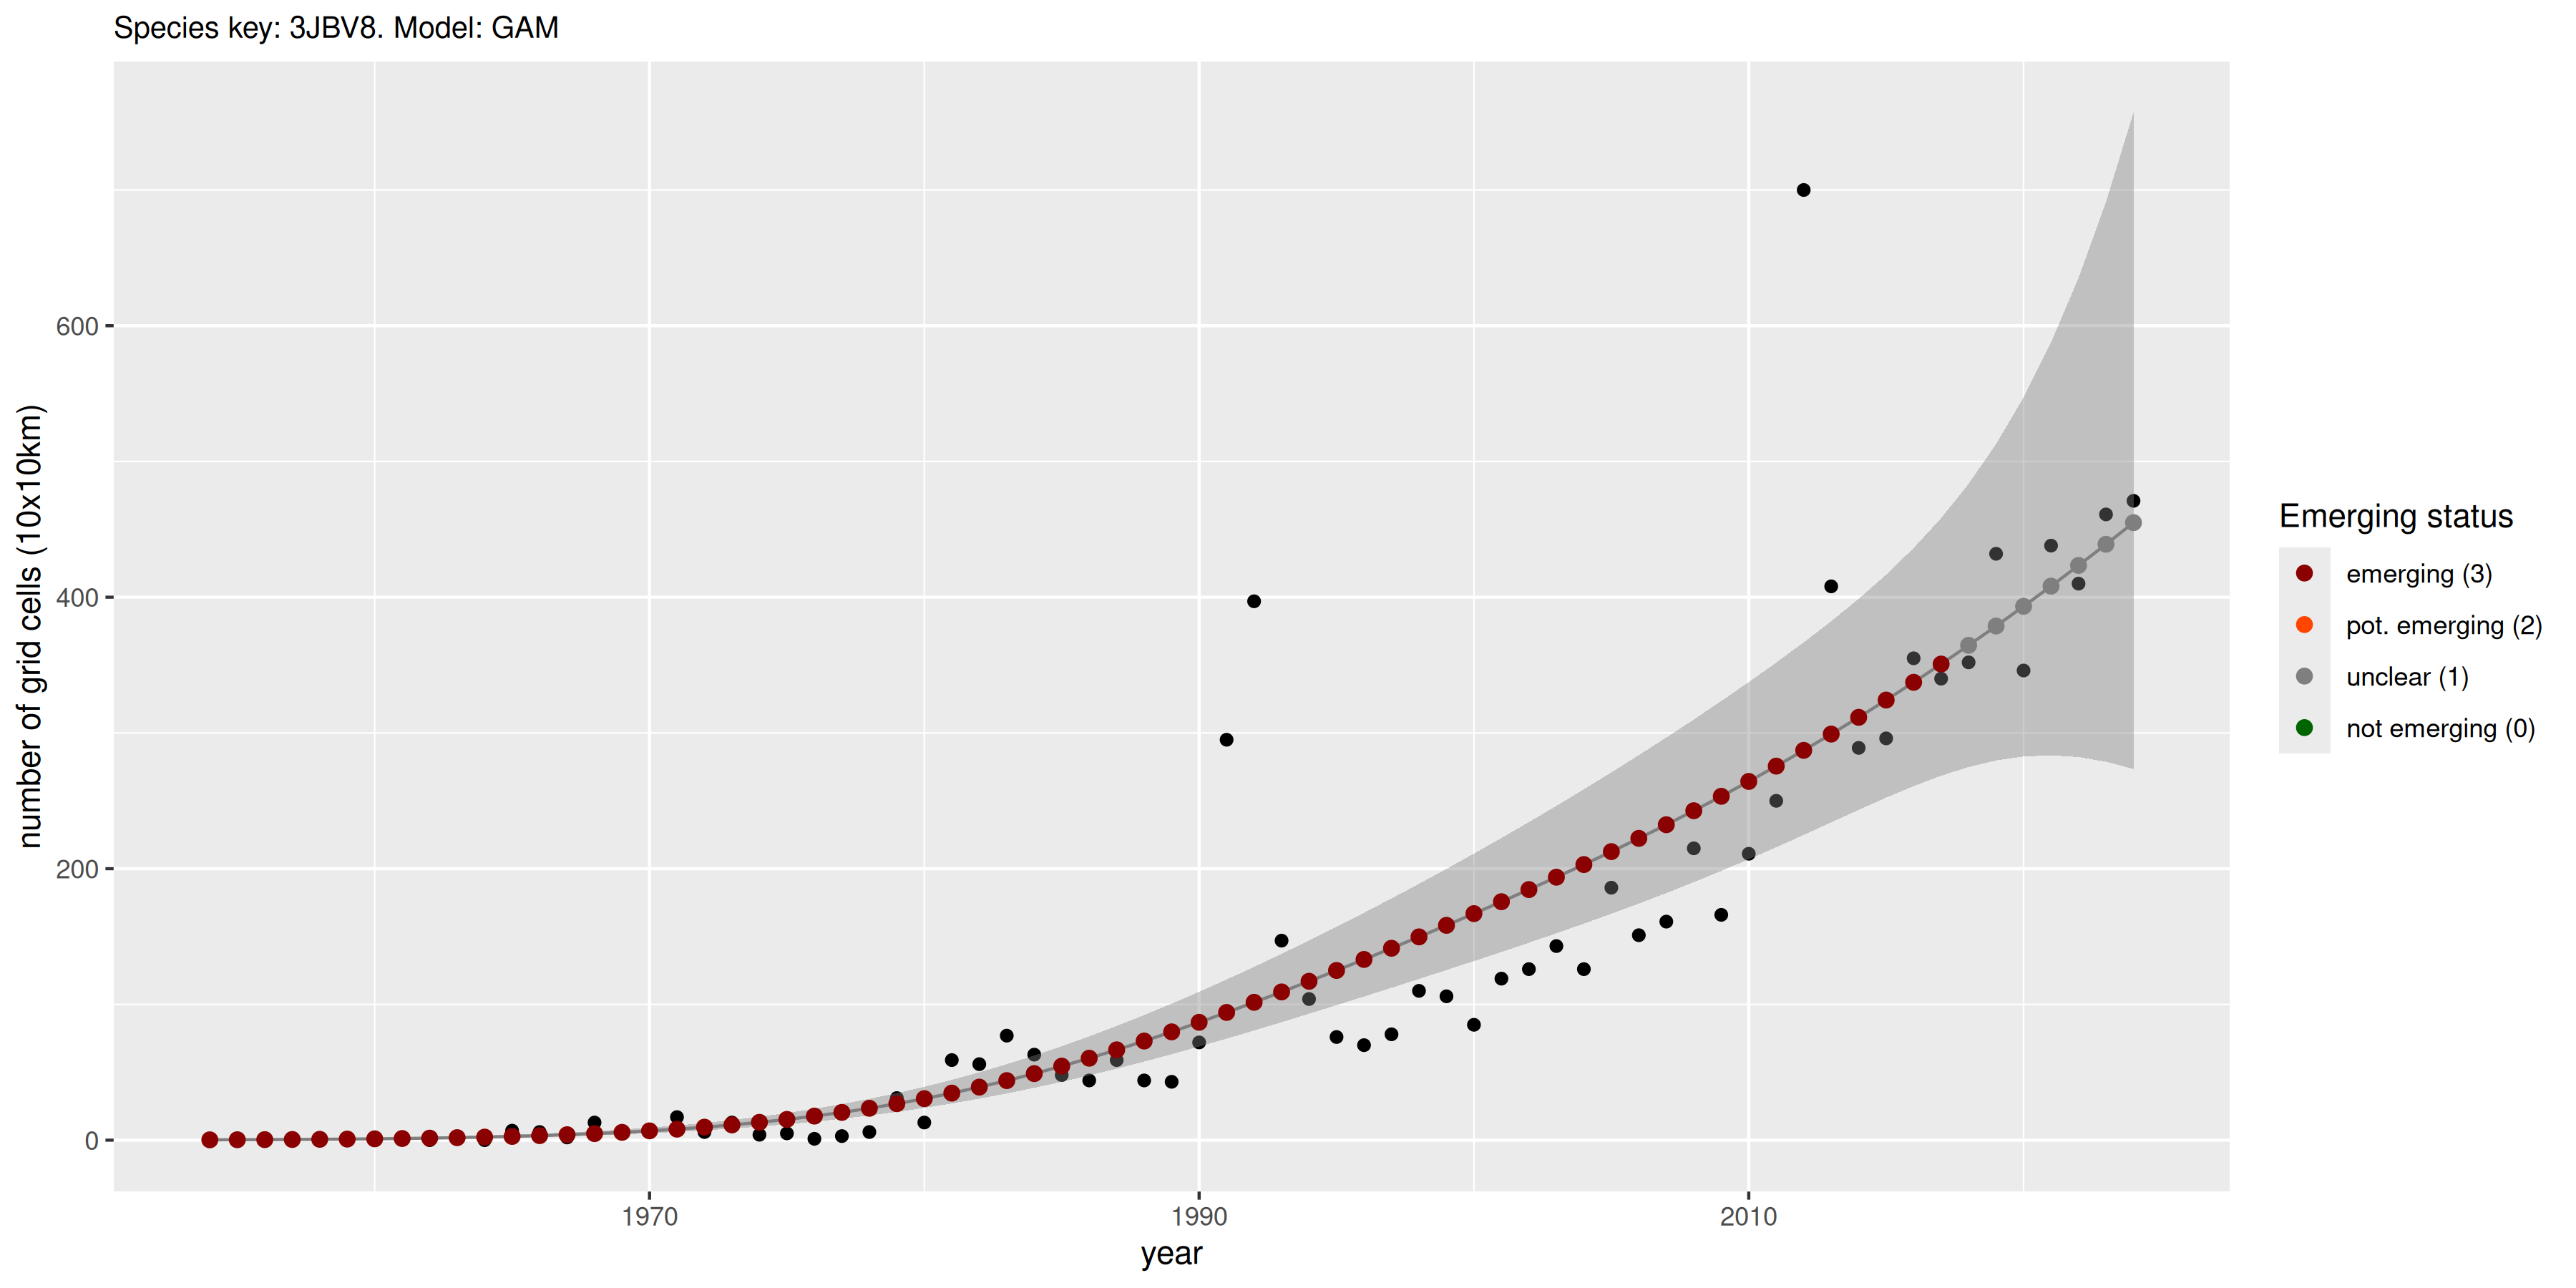 Species key: 3JBV8. Model: GAM
number of grid cells (10x10km)
600
400
200
0
1970
1990
2010
year
Emerging status
emerging (3)
pot. emerging (2)
unclear (1)
not emerging (0)